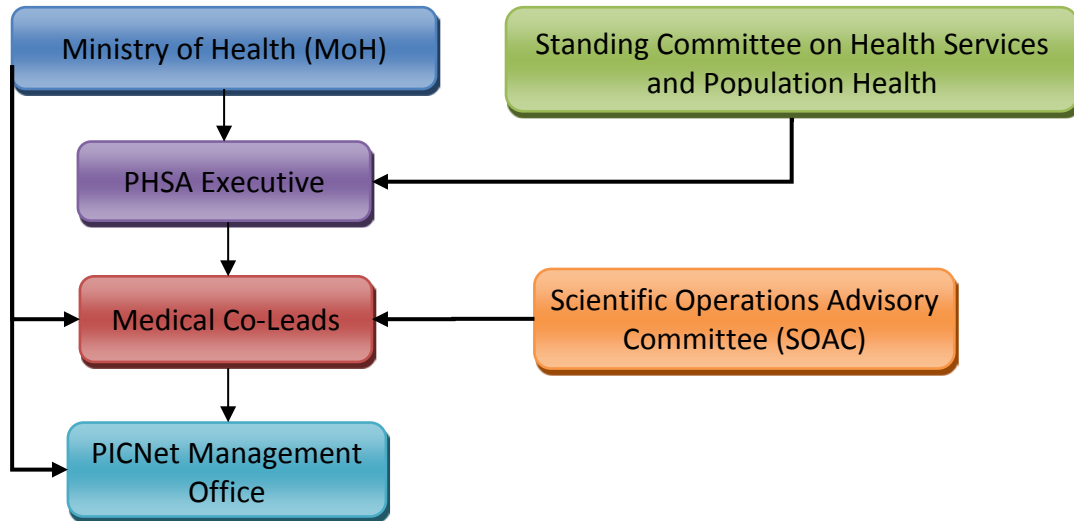 Ministry of Health (MoH)
Standing Committee on Health Services
and Population Health
PHSA Executive
Medical Co-Leads
Scientific Operations Advisory
Committee (SOAC)
PICNet Management
Office